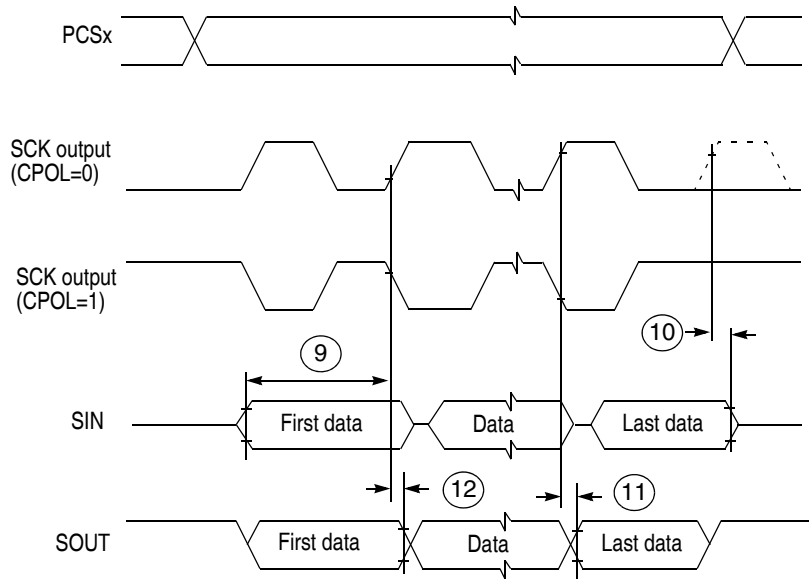 PCSx
SCK output
(CPOL=0)
SCK output
(CPOL=1)
10
9
SIN
First data
Data
Last data
12
11
SOUT
First data
Data
Last data